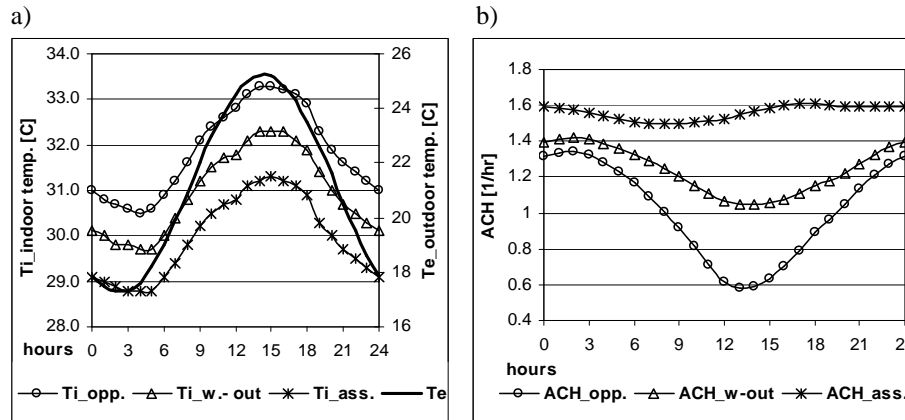 a)
b)
34.0
33.0
32.0
31.0
30.0
29.0
28.0
Ti_indoor temp. [C]
26
24
22
20
18
16
Te_outdoor temp. [C]
0 3 6 9 12 15 18 21 24
hours
Ti_opp. Ti_w.- out Ti_ass. Te
1.8
1.6
1.4
1.2
1
0.8
0.6
0.4
ACH [1/hr]
0 3 6 9 12 15 18 21 24
hours
ACH_opp. ACH_w-out ACH_ass.